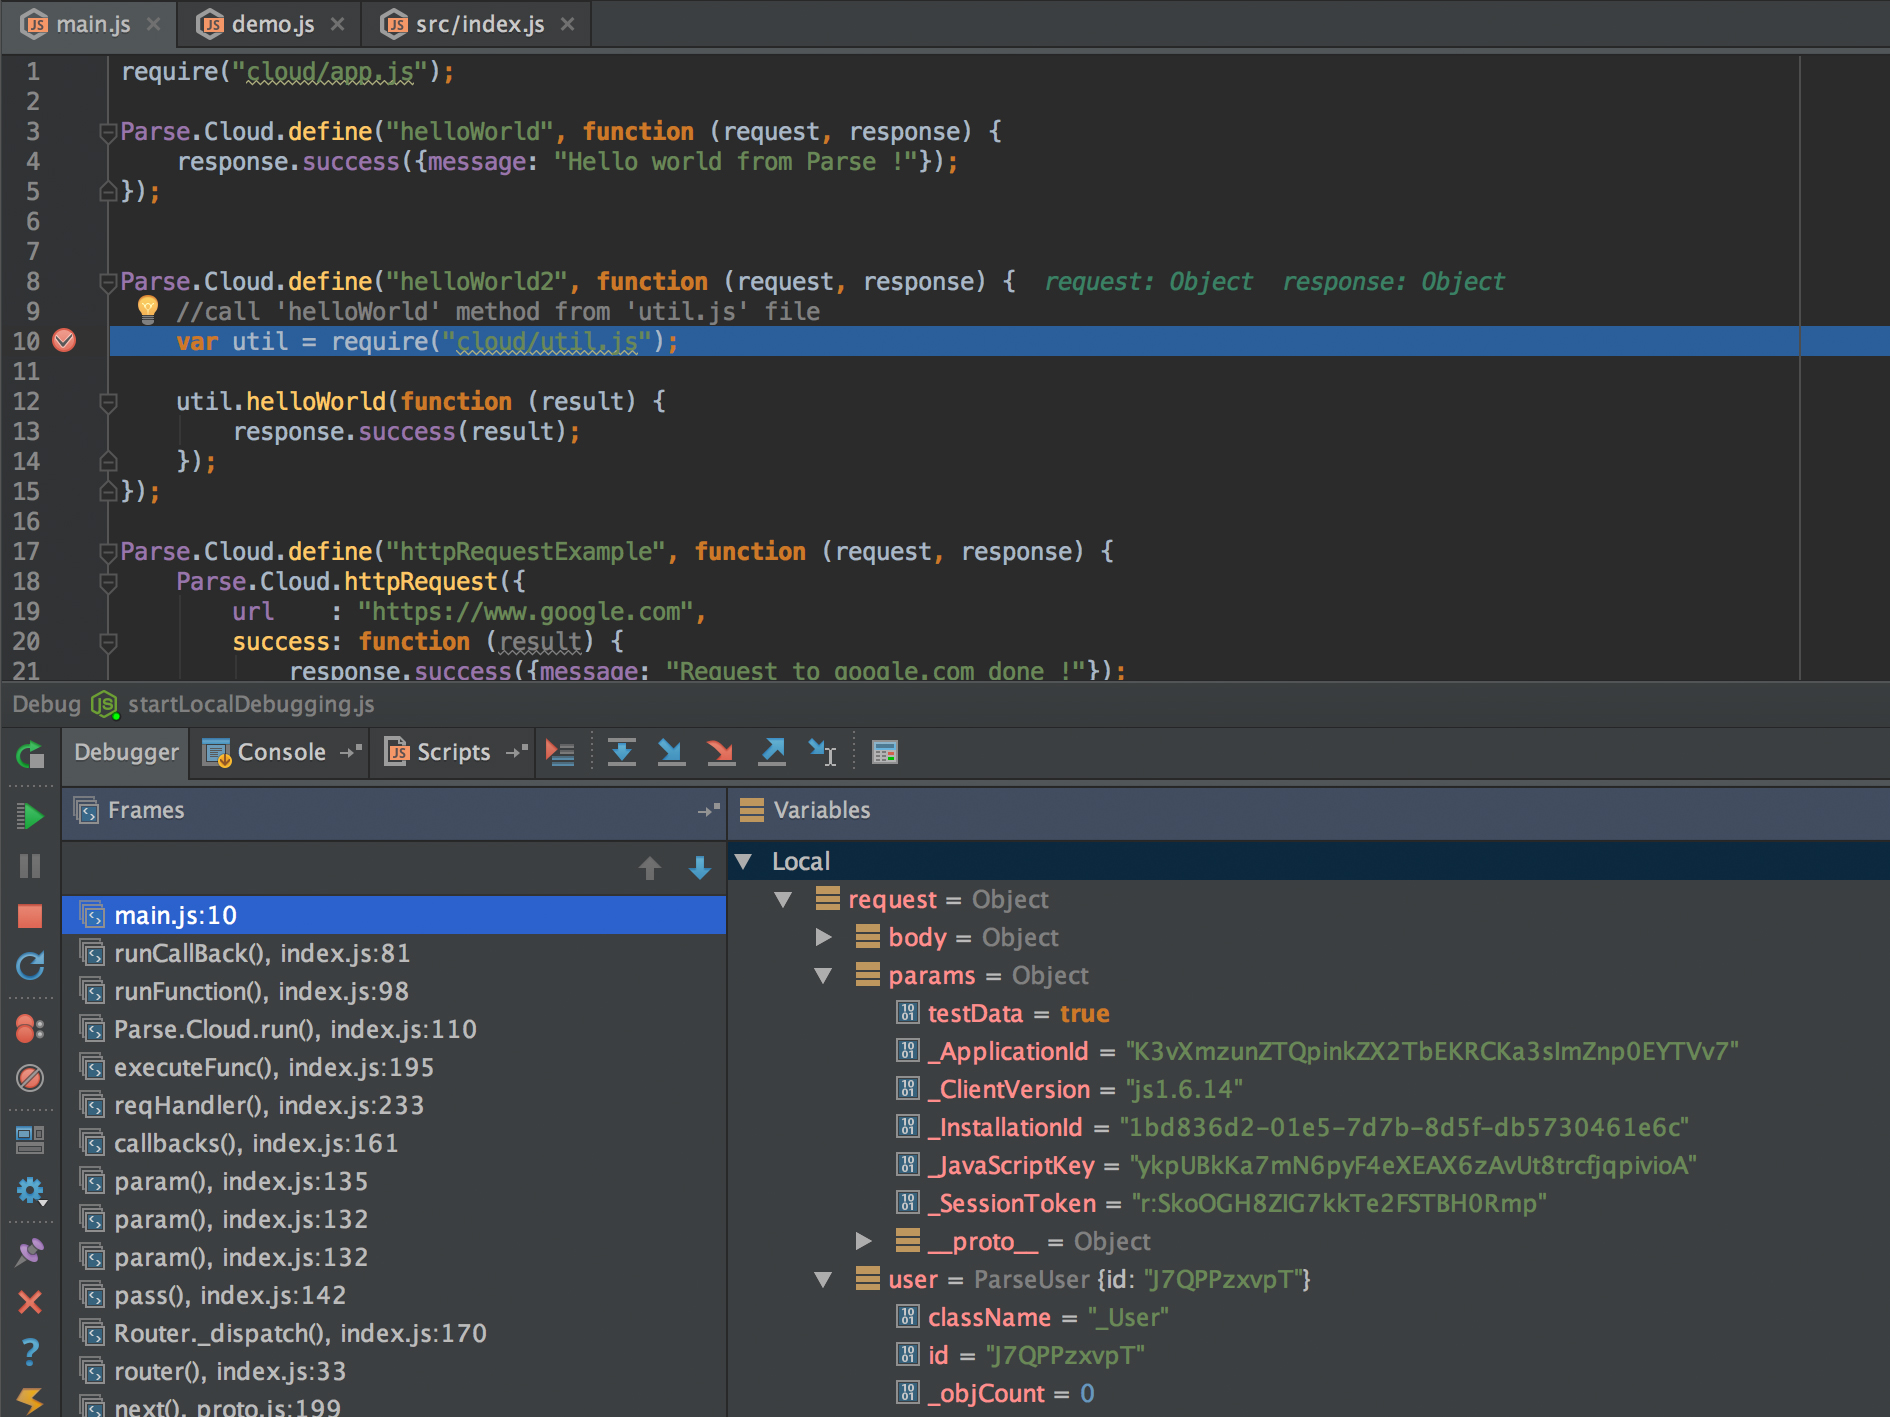 main.js demo.js src/index.js
1 require("cloud/app.js");
2
3 Parse.Cloud.define("helloWorld", function (request, response) {
4 response.success({message: "Hello world from Parse !"});
5 });
6
7
8 Parse.Cloud.define("helloWorld2", function (request, response) { request: Object response: Object
9 //call 'helloWorld' method from 'util.js' file
10 var util = require("cloud/util.js");
11
12 util.helloWorld(function (result) {
13 response.success(result);
14 });
15 });
16
17 Parse.Cloud.define("httpRequestExample", function (request, response) {
18 Parse.Cloud.httpRequest({
19 url : "https://www.google.com",
20 success: function (result) {
21 response.success({message: "Request to google.com done !"});
Debug startLocalDebugging.js
Debugger Console Scripts
Frames
main.js:10
runCallBack(), index.js:81
runFunction(), index.js:98
Parse.Cloud.run(), index.js:110
executeFunc(), index.js:195
reqHandler(), index.js:233
callbacks(), index.js:161
param(), index.js:135
param(), index.js:132
param(), index.js:132
pass(), index.js:142
Router._dispatch(), index.js:170
router(), index.js:33
next(), proto.js:199
Variables
Local
request = Object
body = Object
params = Object
testData = true
_ApplicationId = "K3vXmzunZTQpinkZX2TbEKRCKa3sImZnp0EYTVv7"
_ClientVersion = "js1.6.14"
_InstallationId = "1bd836d2-01e5-7d7b-8d5f-db5730461e6c"
_JavaScriptKey = "ykpUBkKa7mN6pyF4eXEAX6zAvUt8trcfjqpivioA"
_SessionToken = "r:SkoOGH8ZIG7kkTe2FSTBH0Rmp"
__proto__ = Object
user = ParseUser {id: "J7QPPzxvpT"}
className = "_User"
id = "J7QPPzxvpT"
_objCount = 0